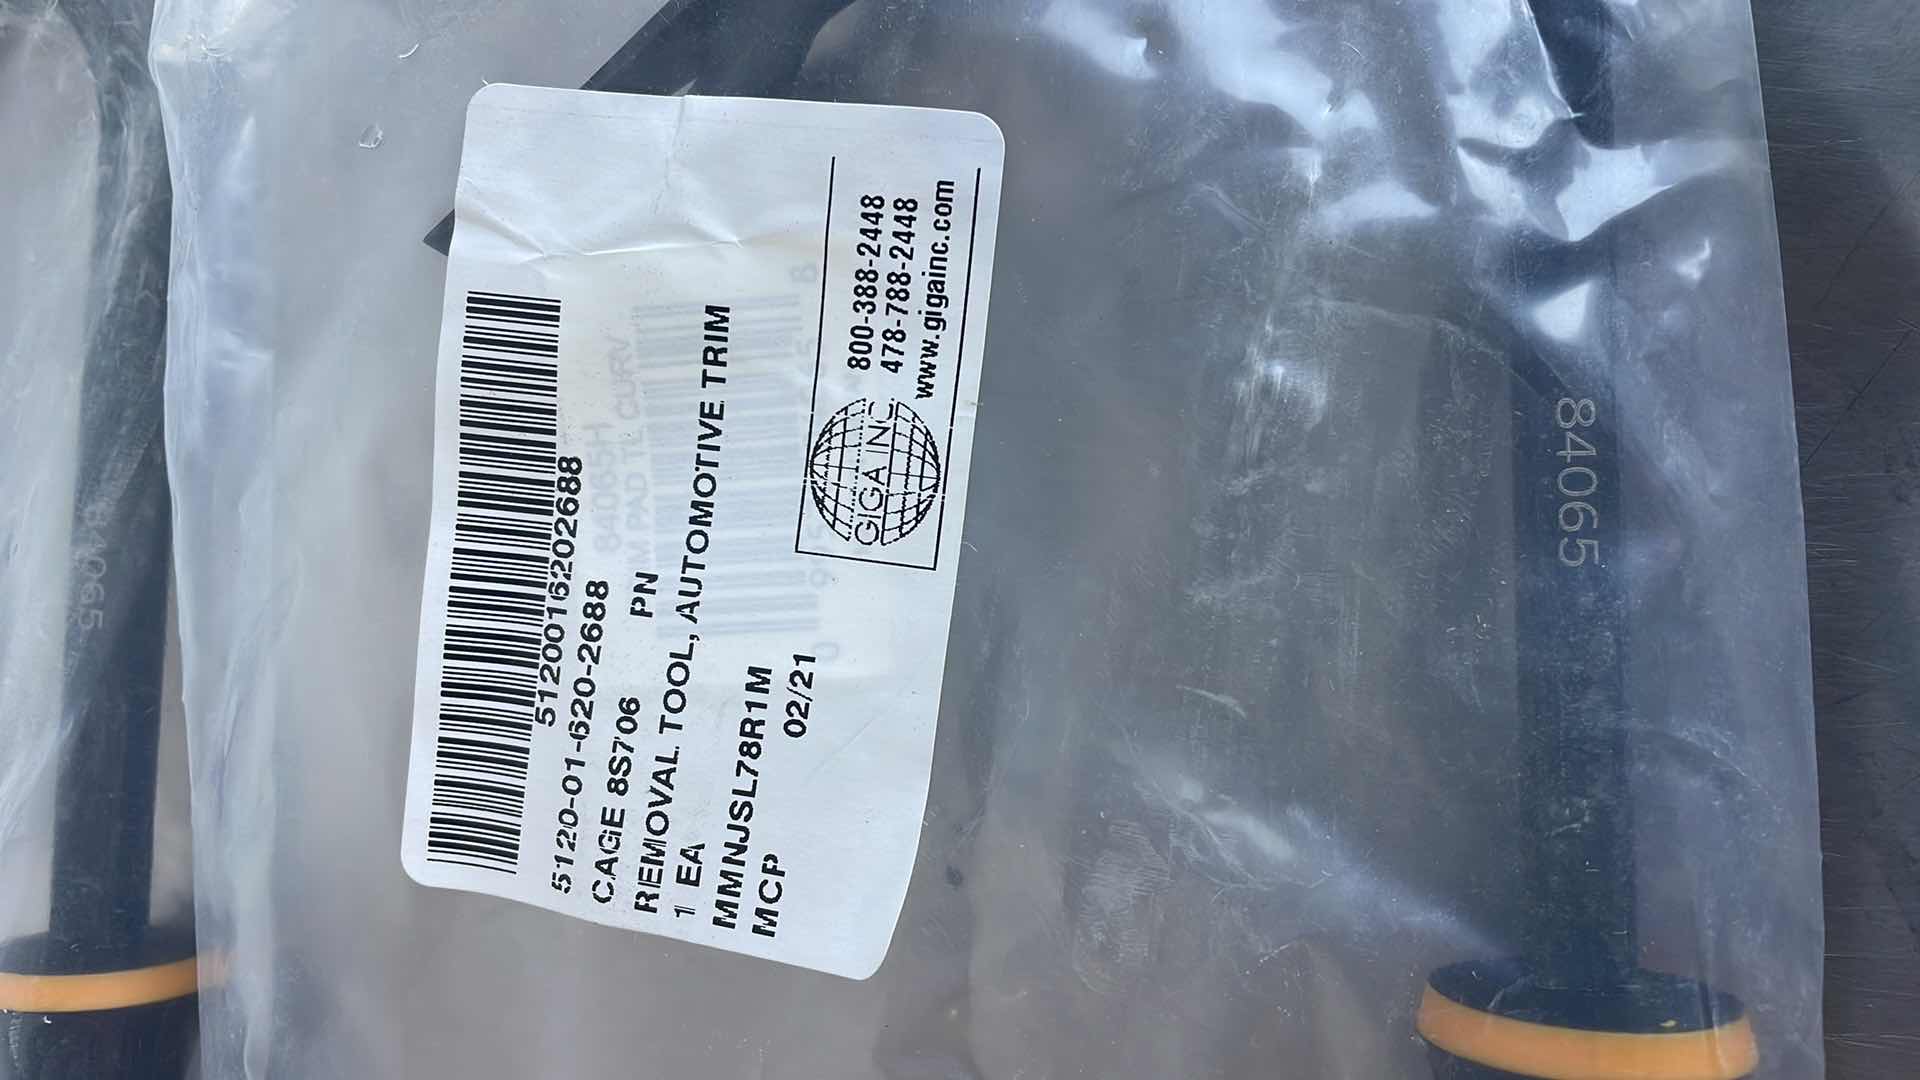 5120016202688
5120-01-620-2688
CAGE 8S706 PN
REMOVAL TOOL, AUTOMOTIVE TRIM
1 EA
MMNJSL78R1M
MCP 02/21
GIGA INC
800-388-2448
478-788-2448
www.gigainc.com
84065H
84065
84065